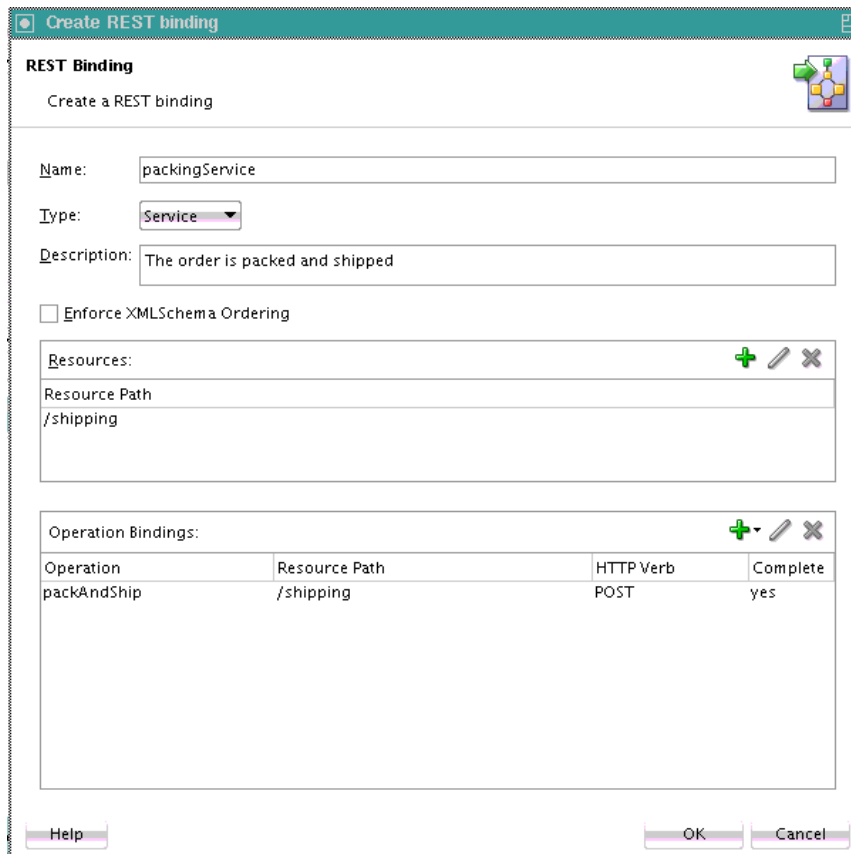 Create REST binding
REST Binding
Create a REST binding
Name: packingService
Type: Service
Description: The order is packed and shipped
Enforce XMLSchema Ordering
Resources:
Resource Path
/shipping
Operation Bindings:
Operation Resource Path HTTP Verb Complete
packAndShip /shipping POST yes
Help OK Cancel